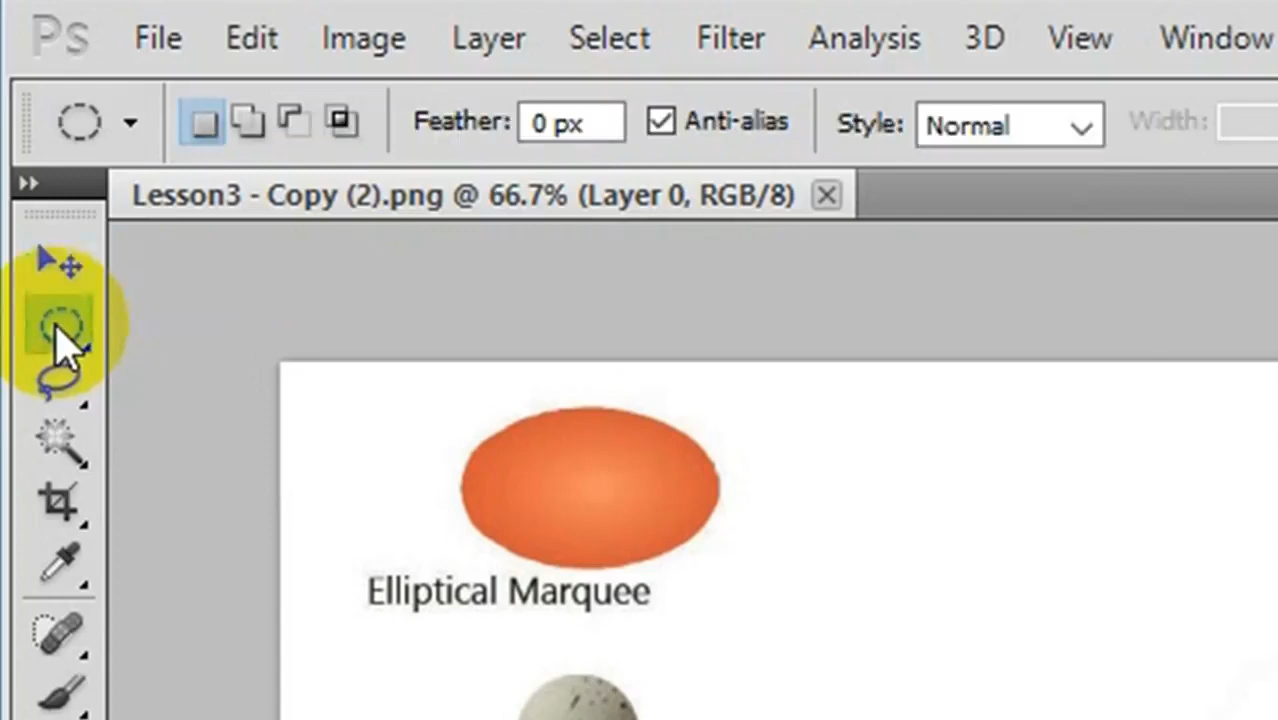 Ps File Edit Image Layer Select Filter Analysis 3D View Window
Feather: 0 px Anti-alias Style: Normal Width:
Lesson3 - Copy (2).png @ 66.7% (Layer 0, RGB/8)
Elliptical Marquee